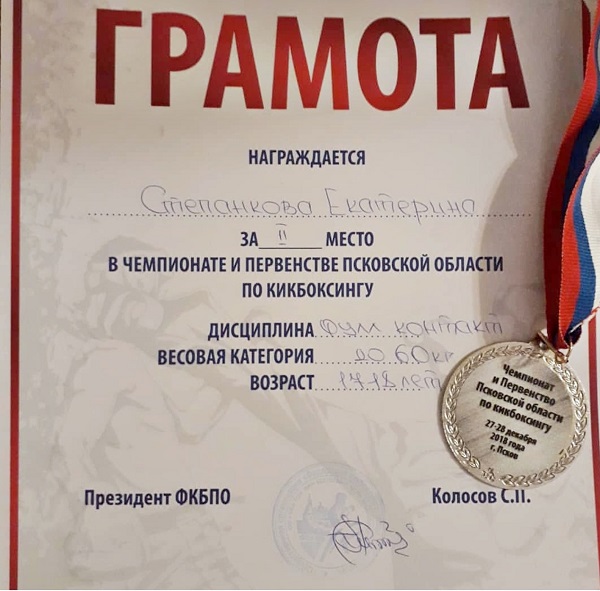 ГРАМОТА
НАГРАЖДАЕТСЯ
Степанкова Екатерина
ЗА II МЕСТО
В ЧЕМПИОНАТЕ И ПЕРВЕНСТВЕ ПСКОВСКОЙ ОБЛАСТИ
ПО КИКБОКСИНГУ
ДИСЦИПЛИНА Фулл контакт
ВЕСОВАЯ КАТЕГОРИЯ до 60 кг
ВОЗРАСТ 17-18 лет
Чемпионат
и Первенство
Псковской области
по кикбоксингу
27-28 декабря
2018 года
г. Псков
Президент ФКБПО Колосов С.П.